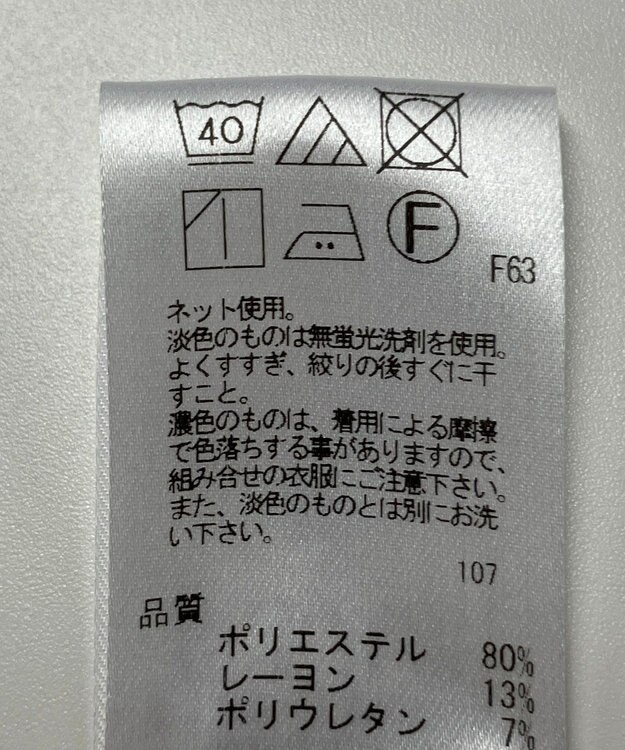 40
F
F63
ネット使用。
淡色のものは無蛍光洗剤を使用。
よくすすぎ、絞りの後すぐに干
すこと。
濃色のものは、着用による摩擦
で色落ちする事がありますので、
組み合せの衣服にご注意下さい。
また、淡色のものとは別にお洗
い下さい。
107
品質
ポリエステル 80%
レーヨン 13%
ポリウレタン 7%